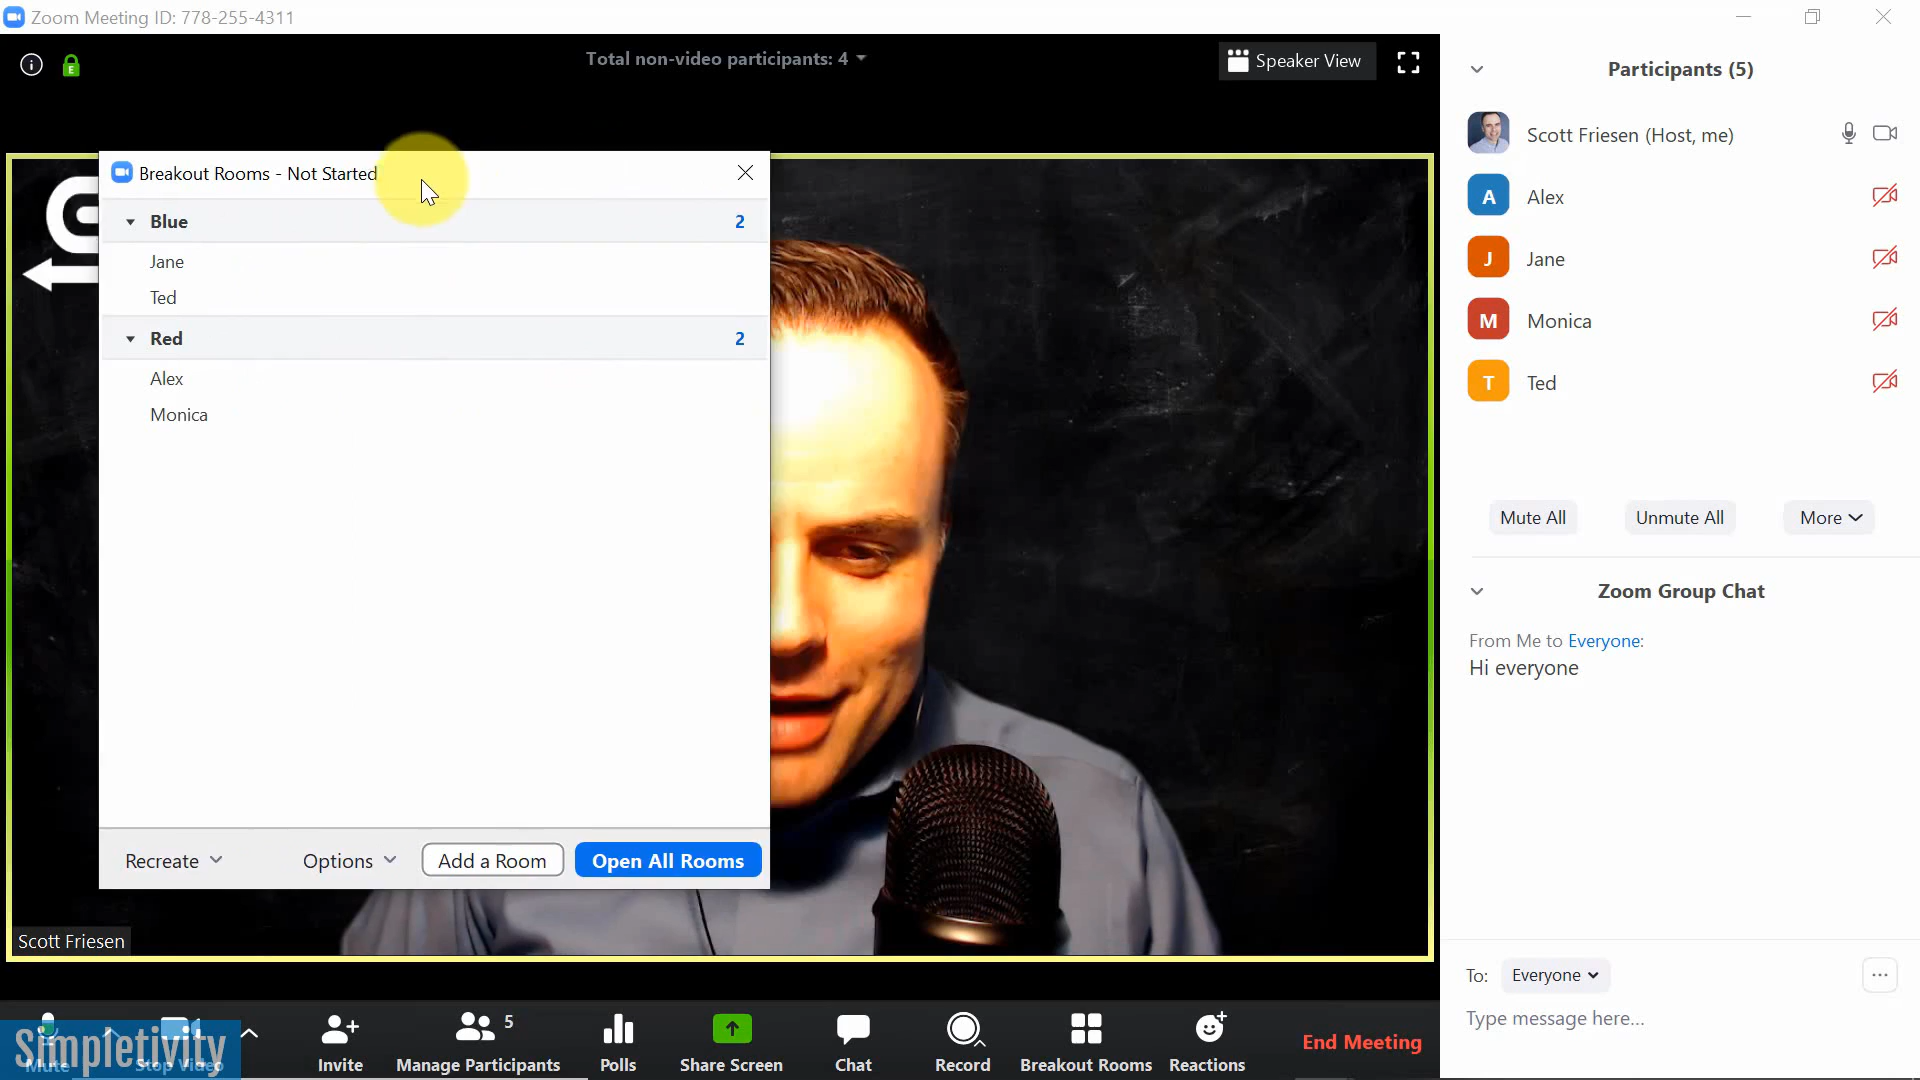 Zoom Meeting ID: 778-255-4311
Total non-video participants: 4
Speaker View
E
Breakout Rooms - Not Started
Blue 2
Jane
Ted
Red 2
Alex
Monica
Recreate
Options
Add a Room
Open All Rooms
Scott Friesen
Participants (5)
Scott Friesen (Host, me)
A Alex
J Jane
M Monica
T Ted
Mute All
Unmute All
More
Zoom Group Chat
From Me to Everyone:
Hi everyone
To: Everyone
Type message here...
Mute
Stop Video
Simpletivity
Invite
5
Manage Participants
Polls
Share Screen
Chat
Record
Breakout Rooms
Reactions
End Meeting